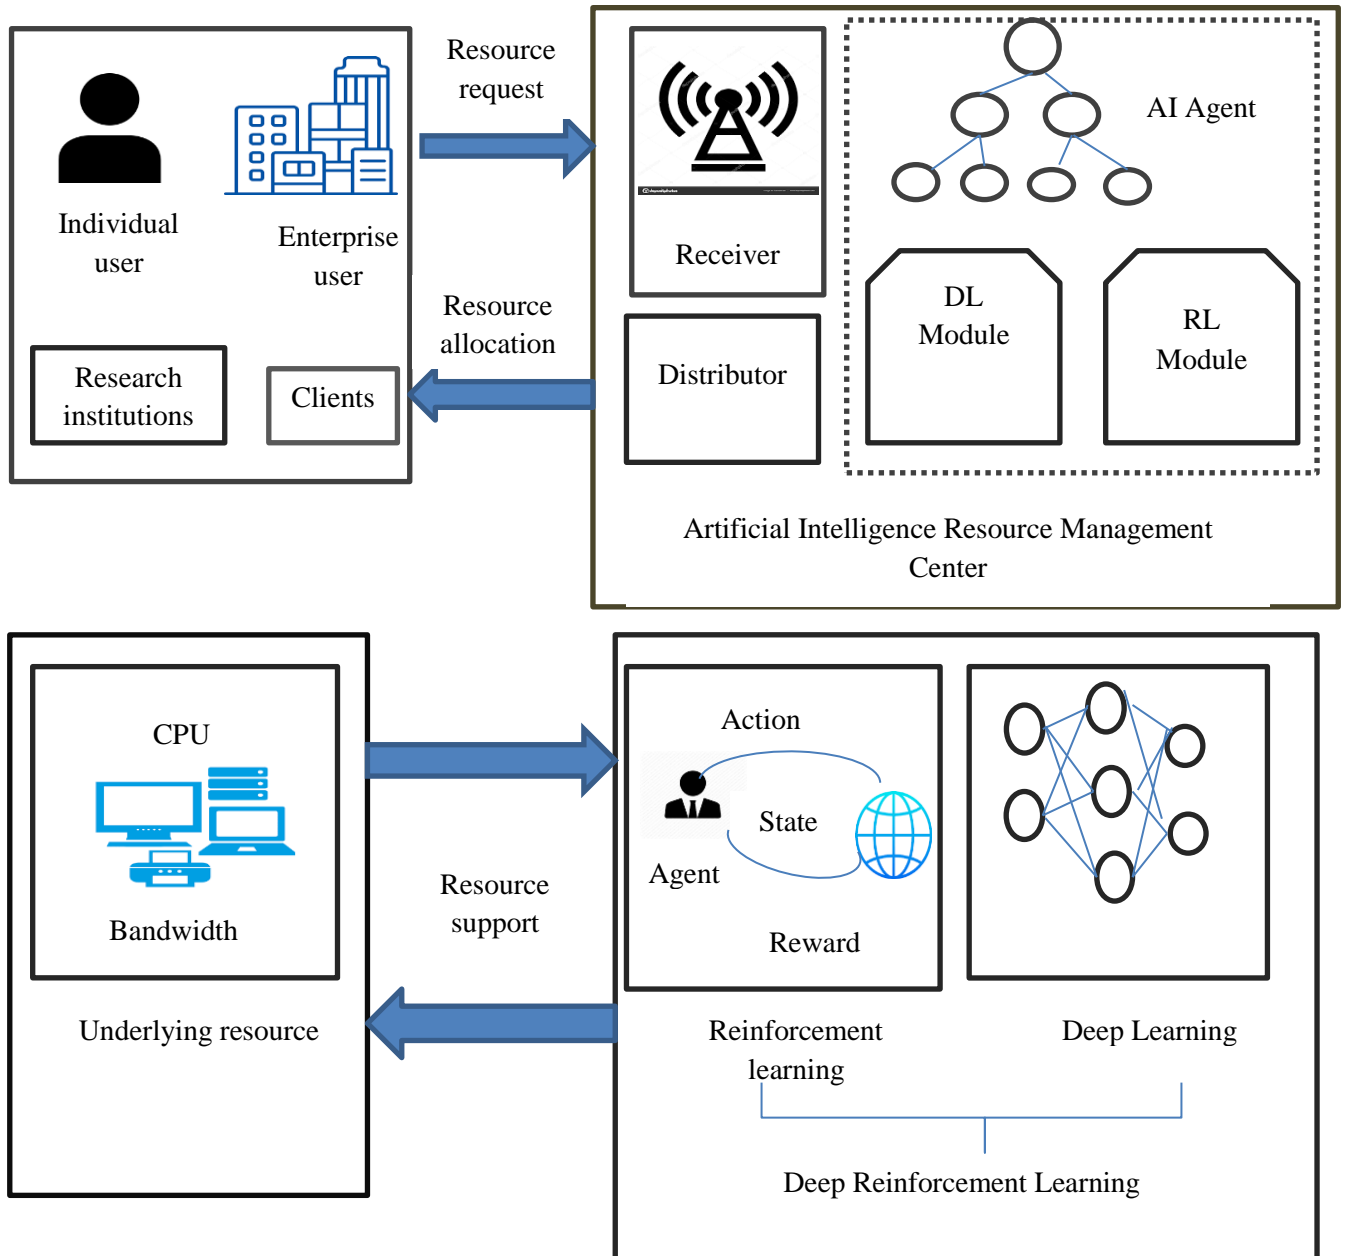 Individual
user
Enterprise
user
Research
institutions
Clients
Resource
request
Resource
allocation
Receiver
Distributor
AI Agent
DL
Module
RL
Module
Artificial Intelligence Resource Management
Center
CPU
Bandwidth
Underlying resource
Resource
support
Action
State
Agent
Reward
Reinforcement
learning
Deep Learning
Deep Reinforcement Learning